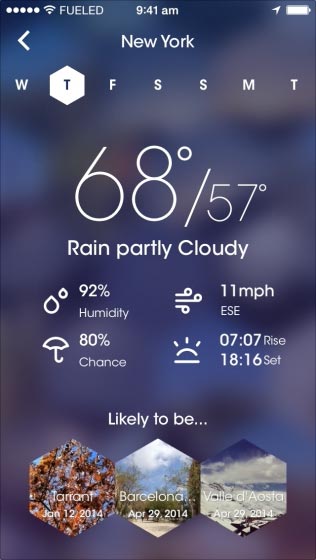 FUELED 9:41 am
New York
W T F S S M T
68°/57°
Rain partly Cloudy
92% 11mph
Humidity ESE
80% 07:07 Rise
Chance 18:16 Set
Likely to be...
Tarrant Barcelona... Valle d'Aosta
Jan 12, 2014 Apr 29, 2014 Apr 29, 2014